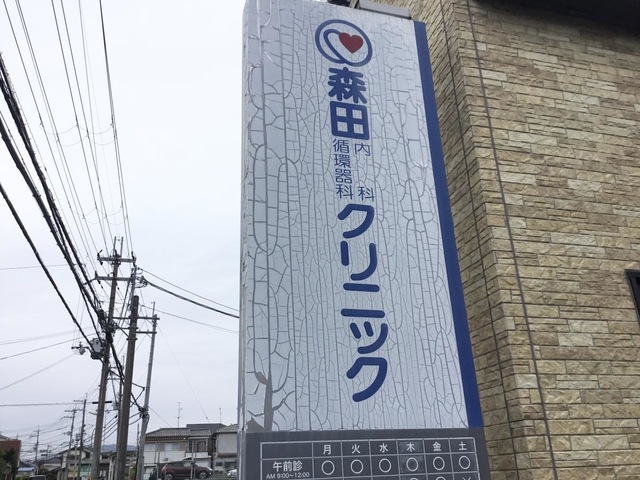 森田
内科
循環器科
クリニック
月 火 水 木 金 土
午前診 ○ ○ ○ ○ ○ ○
AM 9:00〜12:00
○ ○ ×